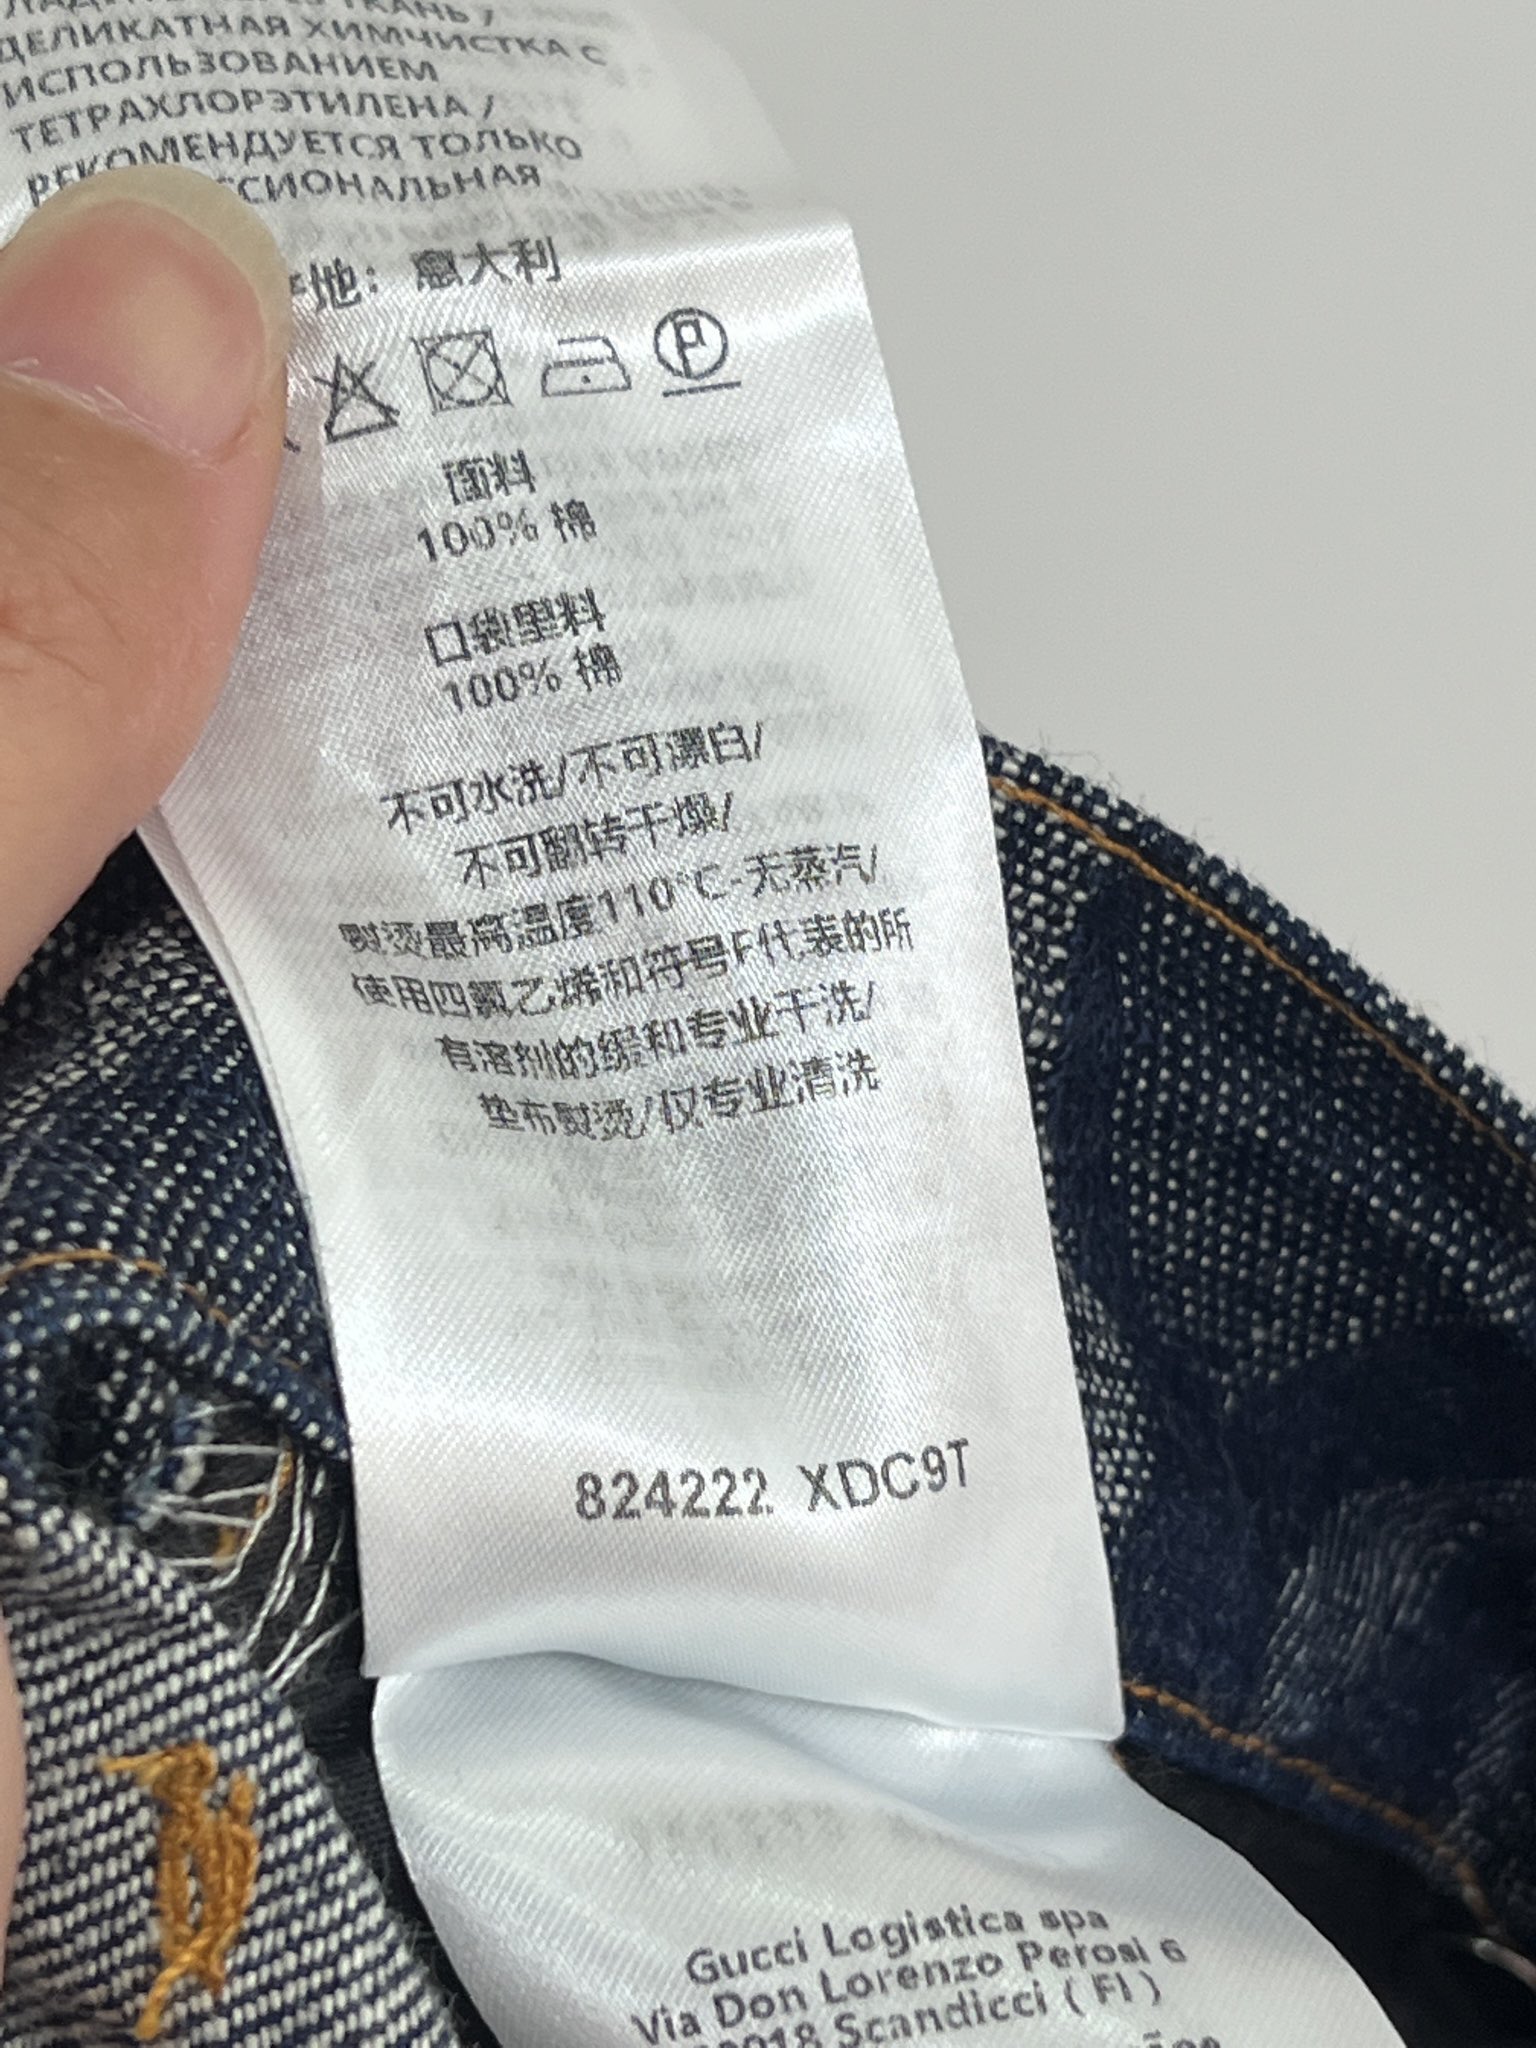 ДЕЛИКАТНАЯ ХИМЧИСТКА С
ИСПОЛЬЗОВАНИЕМ
ТЕТРАХЛОРЭТИЛЕНА /
РЕКОМЕНДУЕТСЯ ТОЛЬКО
ССИОНАЛЬНАЯ
地：意大利
P
面料
100% 棉
口袋里料
100% 棉
不可水洗/不可漂白/
不可翻转干燥/
熨烫最高温度110°C-无蒸汽/
使用四氯乙烯和符号F代表的所
有溶剂的缓和专业干洗/
垫布熨烫/仅专业清洗
824222 XDC9T
Gucci Logistica spa
Via Don Lorenzo Perosi 6
Scandicci ( FI )